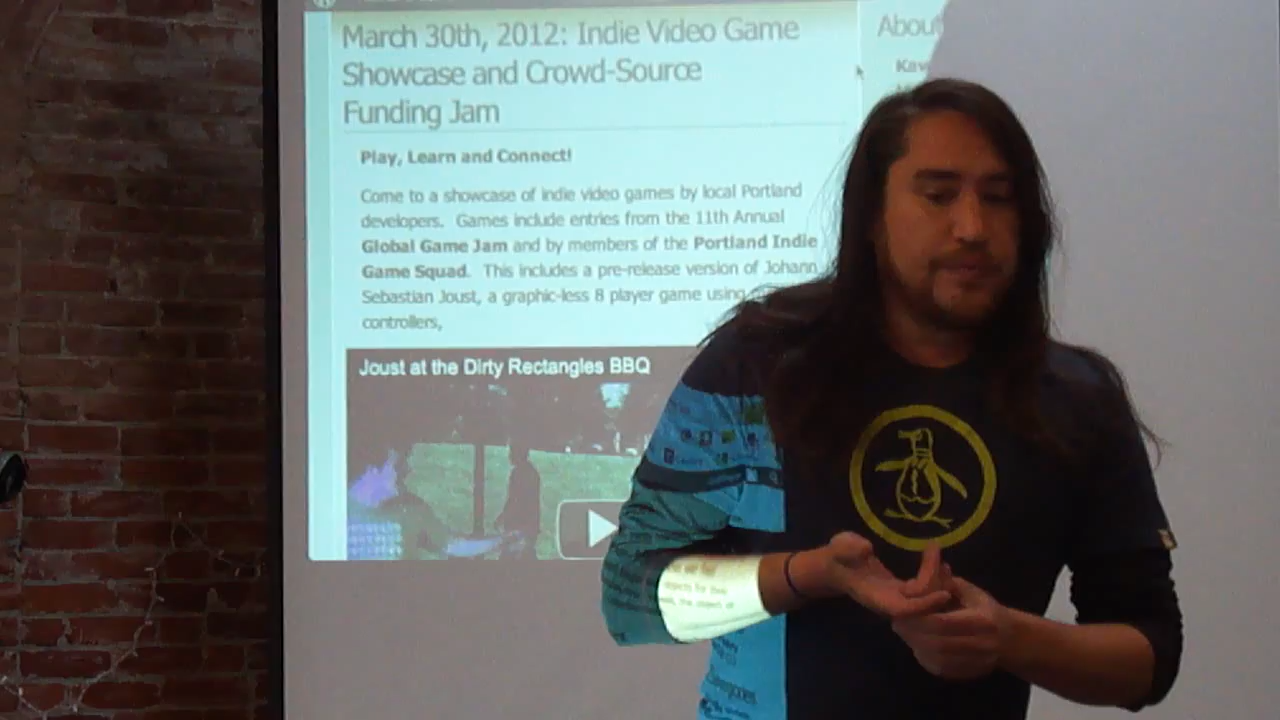 March 30th, 2012: Indie Video Game
Showcase and Crowd-Source
Funding Jam
Play, Learn and Connect!
Come to a showcase of indie video games by local Portland
developers. Games include entries from the 11th Annual
Global Game Jam and by members of the Portland Indie
Game Squad. This includes a pre-release version of Johann
Sebastian Joust, a graphic-less 8 player game using
controllers,
Joust at the Dirty Rectangles BBQ
About
Kav